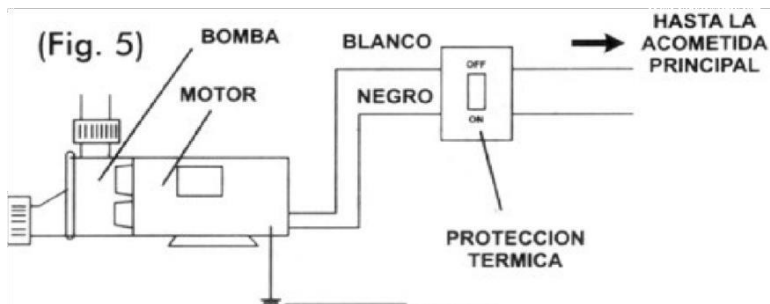 (Fig. 5)
BOMBA
MOTOR
BLANCO
NEGRO
OFF
ON
HASTA LA
ACOMETIDA
PRINCIPAL
PROTECCION
TERMICA